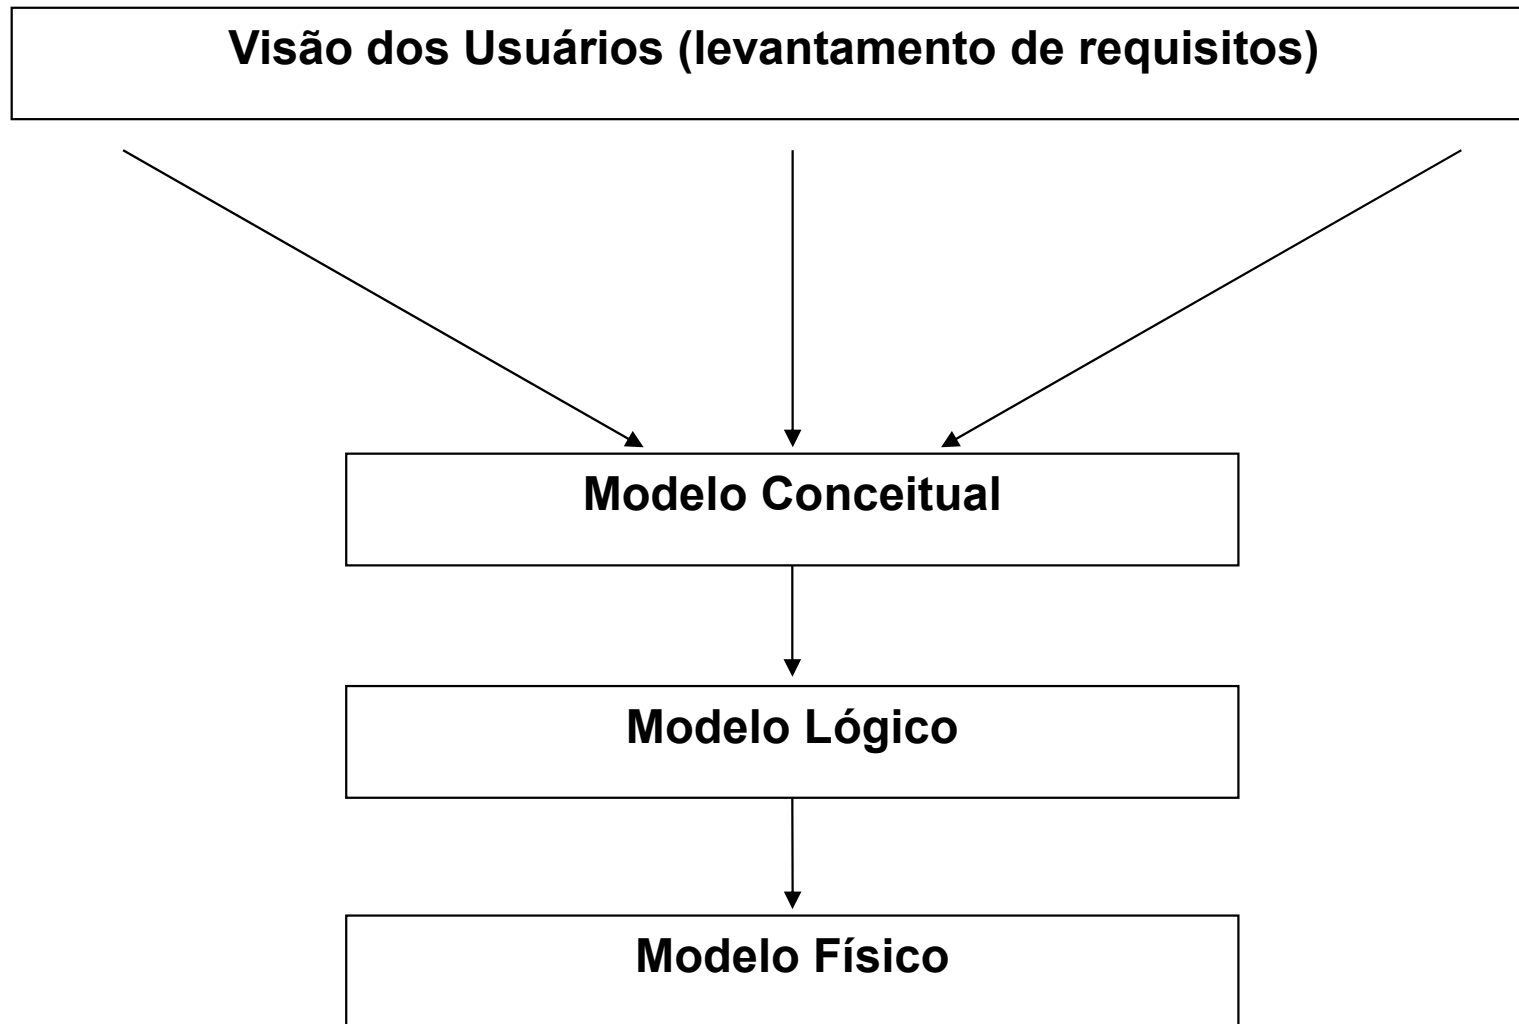 Visão dos Usuários (levantamento de requisitos)
Modelo Conceitual
Modelo Lógico
Modelo Físico